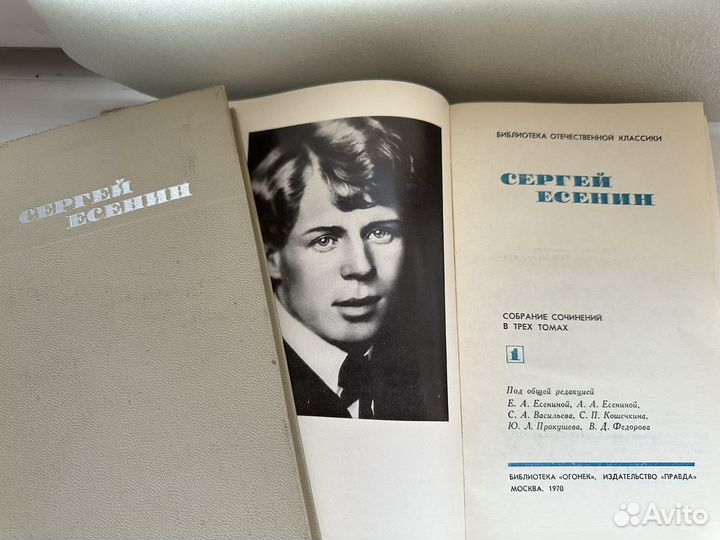 СЕРГЕЙ
ЕСЕНИН
БИБЛИОТЕКА ОТЕЧЕСТВЕННОЙ КЛАССИКИ
СЕРГЕЙ
ЕСЕНИН
СОБРАНИЕ СОЧИНЕНИЙ
В ТРЕХ ТОМАХ
1
Под общей редакцией
Е. А. Есениной, А. А. Есениной,
С. А. Васильева, С. П. Кошечкина,
Ю. Л. Прокушева, В. Д. Федорова
БИБЛИОТЕКА «ОГОНЕК», ИЗДАТЕЛЬСТВО «ПРАВДА»
МОСКВА. 1970
Avito